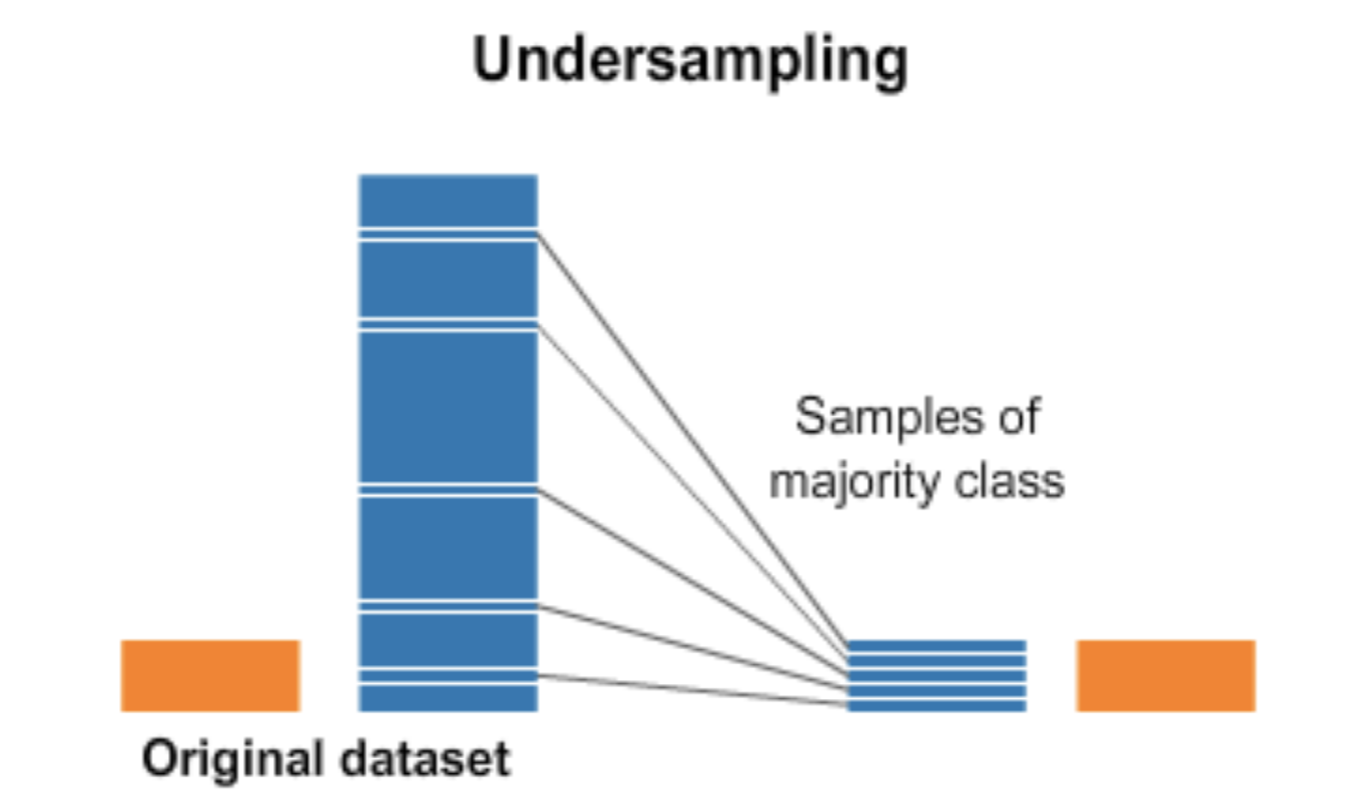 Undersampling
Samples of
majority class
Original dataset